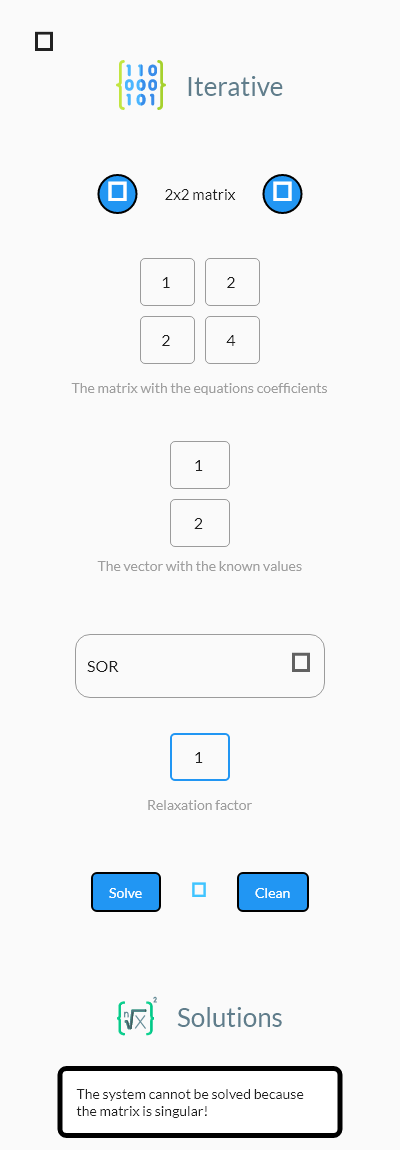 110
000
101
Iterative
2x2 matrix
1 2
2 4
The matrix with the equations coefficients
1
2
The vector with the known values
SOR
1
Relaxation factor
Solve Clean
{n√x}2 Solutions
The system cannot be solved because
the matrix is singular!